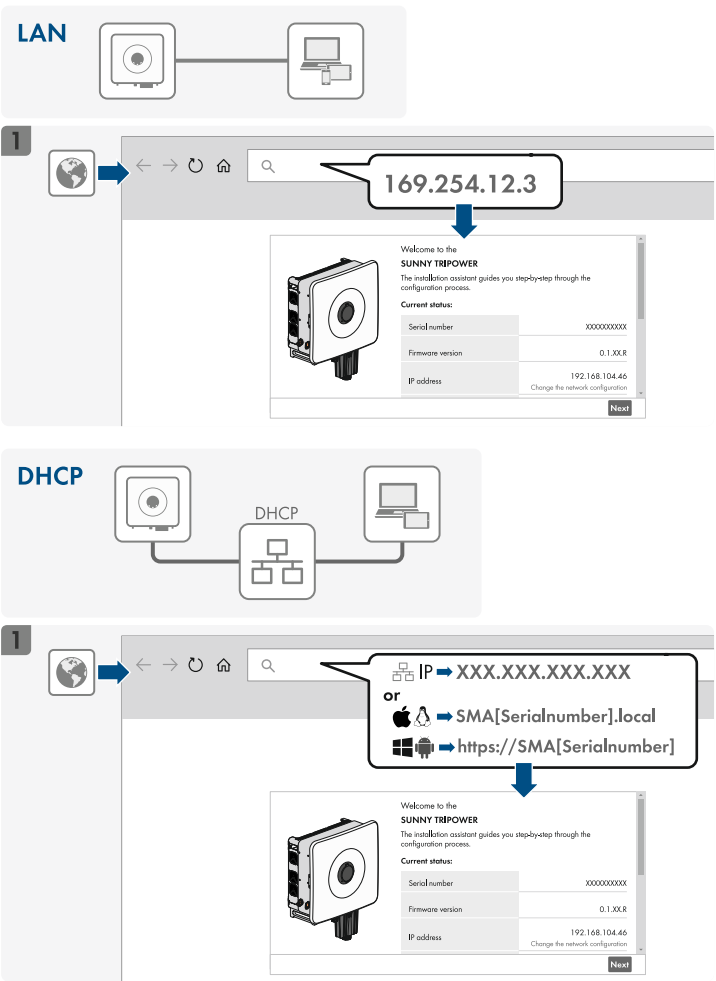 LAN
1
169.254.12.3
Welcome to the
SUNNY TRIPOWER
The installation assistant guides you step-by-step through the
configuration process.
Current status:
Serial number XXXXXXXXXX
Firmware version 0.1.XX.R
IP address 192.168.104.46
Change the network configuration
Next
DHCP
DHCP
1
IP XXX.XXX.XXX.XXX
or
SMA[Serialnumber].local
https://SMA[Serialnumber]
Welcome to the
SUNNY TRIPOWER
The installation assistant guides you step-by-step through the
configuration process.
Current status:
Serial number XXXXXXXXXX
Firmware version 0.1.XX.R
IP address 192.168.104.46
Change the network configuration
Next